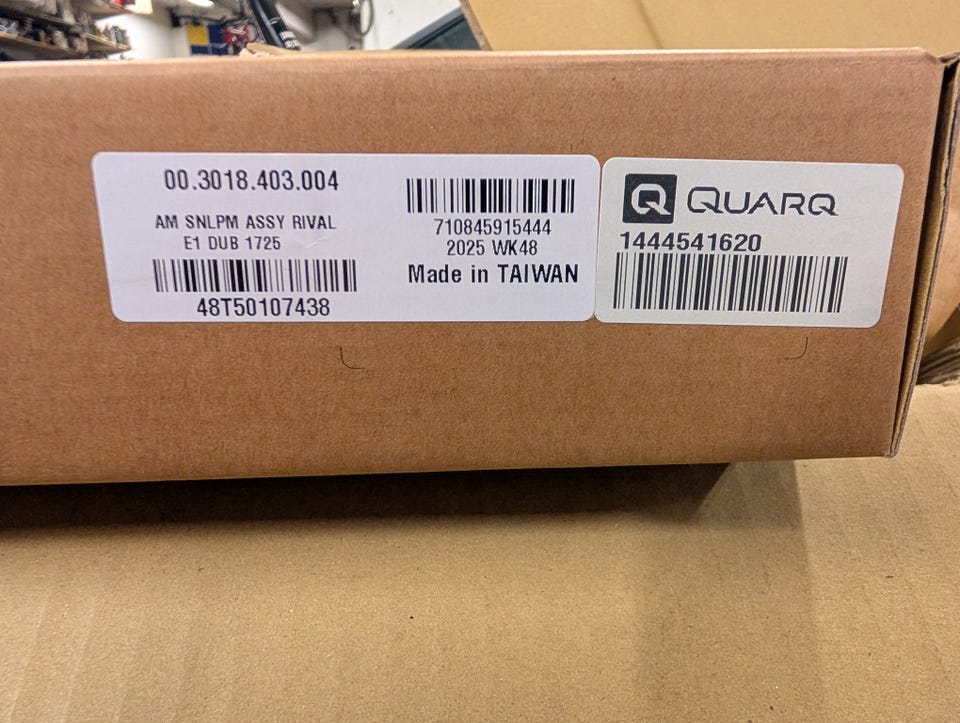 00.3018.403.004
AM SNLPM ASSY RIVAL
E1 DUB 1725
48T50107438
710845915444
2025 WK48
Made in TAIWAN
Q QUARQ
1444541620